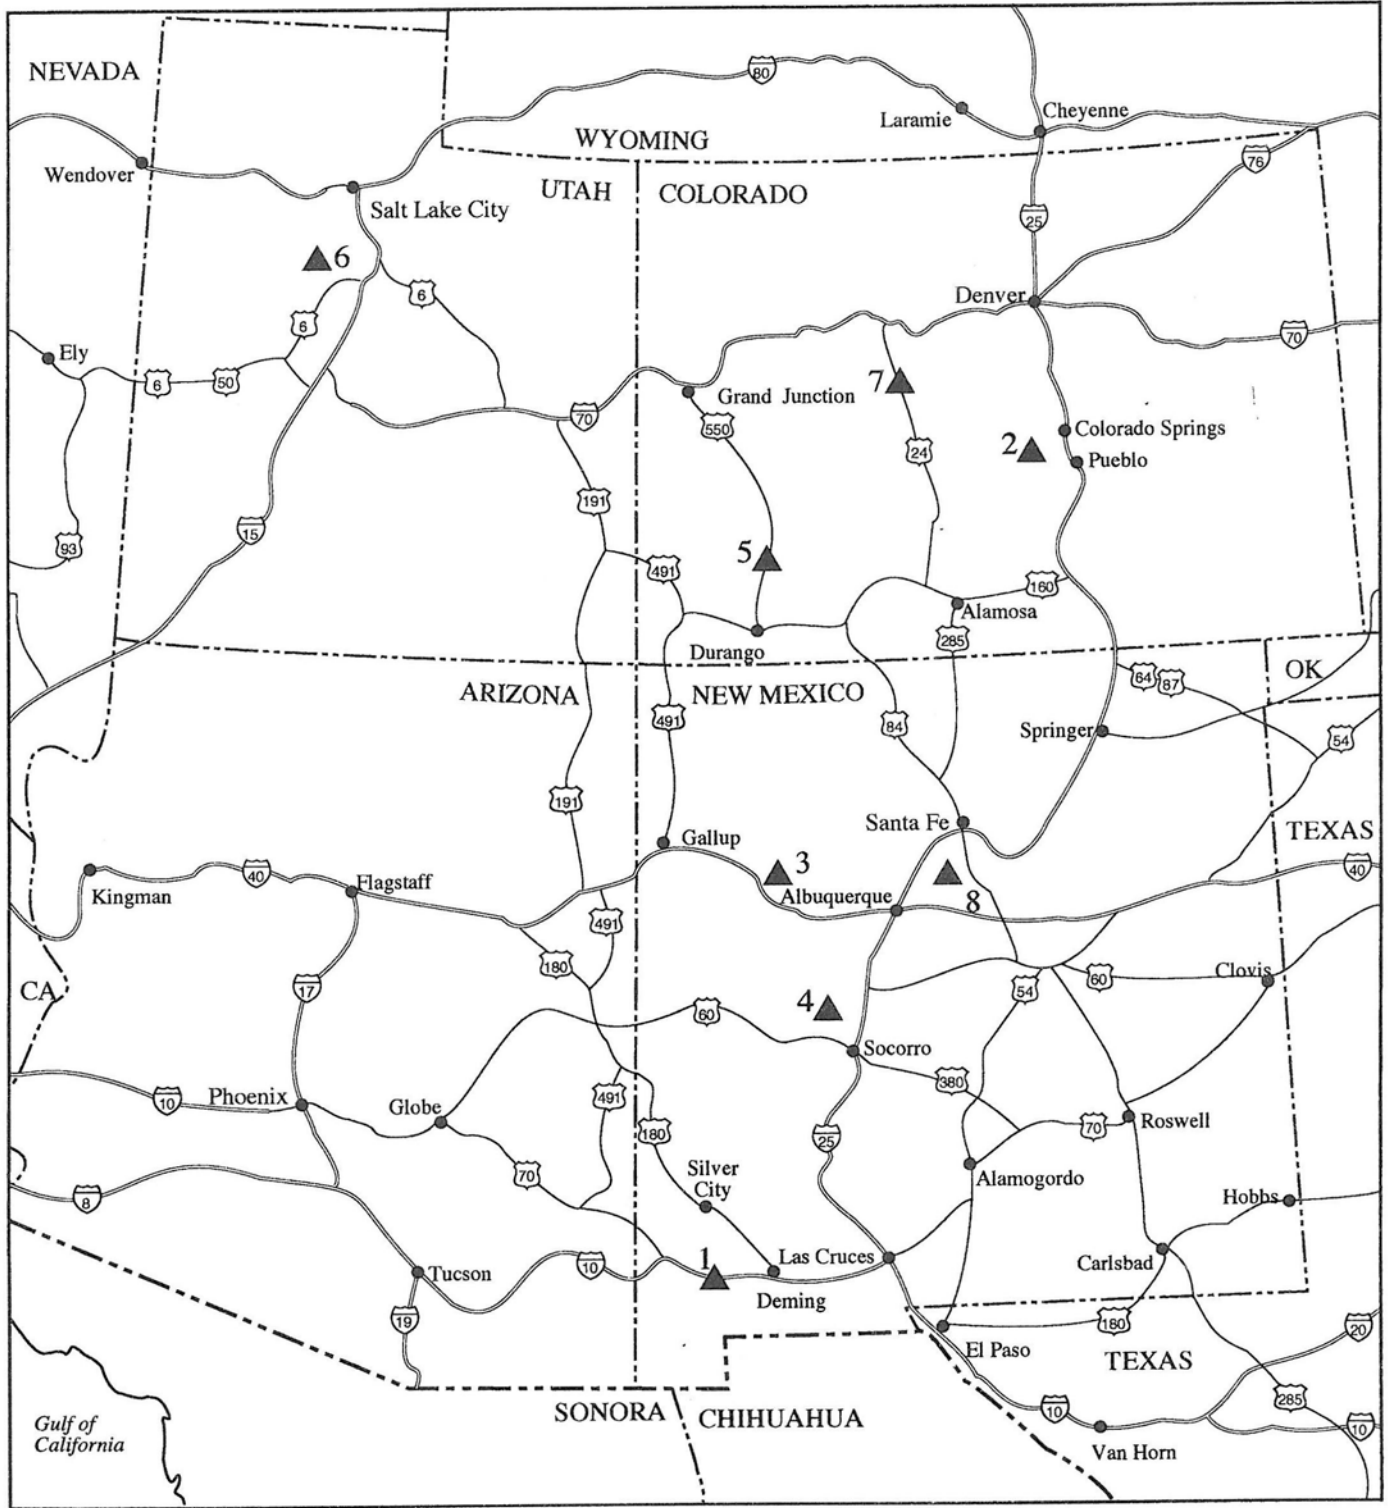 NEVADA
80
Laramie
Cheyenne
WYOMING
Wendover
76
UTAH
COLORADO
Salt Lake City
25
6
6
Denver
6
70
Ely
6
50
7
Grand Junction
70
550
Colorado Springs
2
24
Pueblo
191
15
93
5
491
160
Alamosa
285
Durango
OK
ARIZONA
NEW MEXICO
64
87
491
84
Springer
54
191
Santa Fe
TEXAS
Gallup
3
40
40
Kingman
Flagstaff
Albuquerque
8
491
180
Clovis
60
CA
17
54
4
60
Socorro
380
10
Phoenix
Globe
491
70
Roswell
180
25
Silver
City
70
Alamogordo
8
Hobbs
1
Las Cruces
Carlsbad
10
Tucson
Deming
19
180
20
El Paso
TEXAS
285
SONORA
CHIHUAHUA
10
10
Gulf of
California
Van Horn